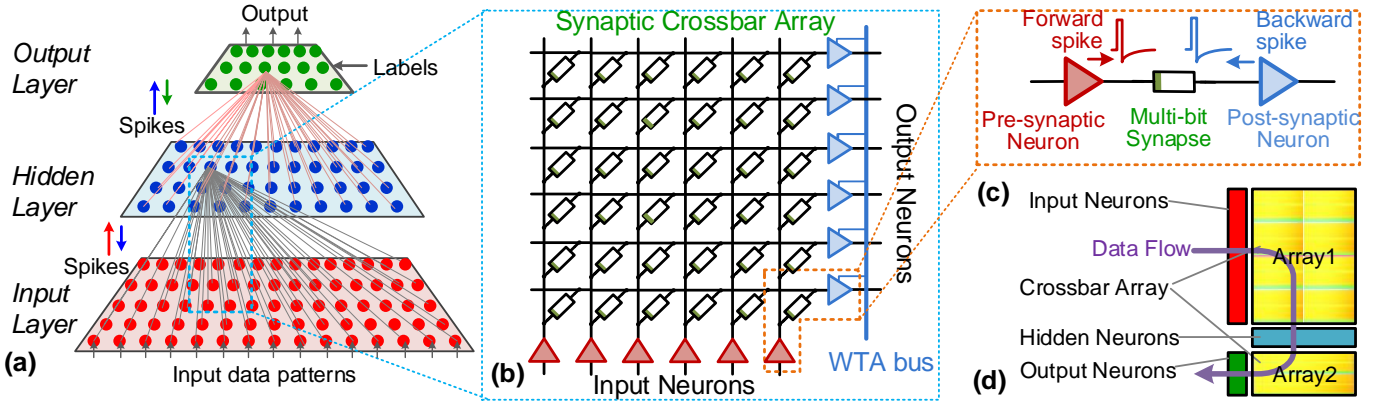 Output
Output
Layer
Labels
Spikes
Hidden
Layer
Spikes
Input
Layer
(a)
Input data patterns
Synaptic Crossbar Array
Output Neurons
(b)
Input Neurons
WTA bus
Forward
spike
Backward
spike
Pre-synaptic
Neuron
Multi-bit
Synapse
Post-synaptic
Neuron
(c)
Input Neurons
Data Flow
Array1
Crossbar Array
Hidden Neurons
(d)
Output Neurons
Array2